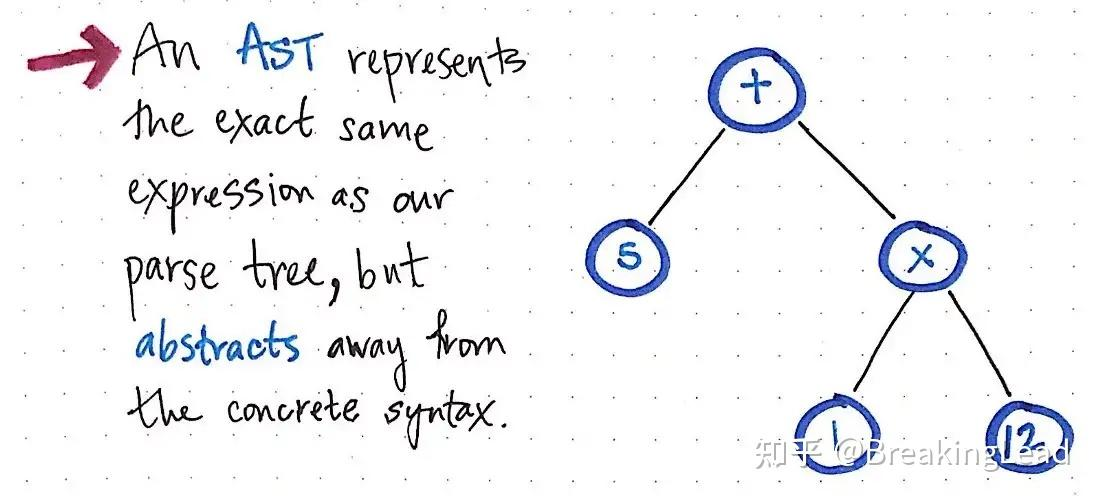 An AST represents
the exact same
expression as our
parse tree, but
abstracts away from
the concrete syntax.
+
5
x
1
12
知乎 @BreakingLead